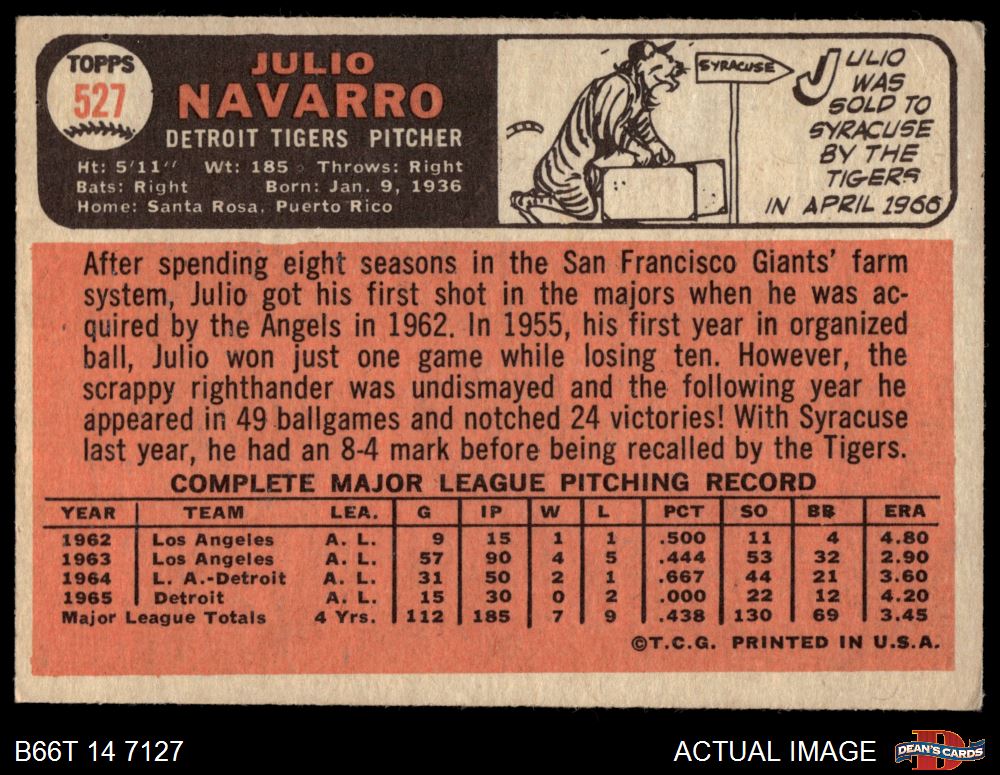 TOPPS
527
JULIO
NAVARRO
DETROIT TIGERS PITCHER
Ht: 5'11" Wt: 185 Throws: Right
Bats: Right Born: Jan. 9, 1936
Home: Santa Rosa, Puerto Rico
SYRACUSE
JULIO
WAS
SOLD TO
SYRACUSE
BY THE
TIGERS
IN APRIL 1966
After spending eight seasons in the San Francisco Giants' farm
system, Julio got his first shot in the majors when he was ac-
quired by the Angels in 1962. In 1955, his first year in organized
ball, Julio won just one game while losing ten. However, the
scrappy righthander was undismayed and the following year he
appeared in 49 ballgames and notched 24 victories! With Syracuse
last year, he had an 8-4 mark before being recalled by the Tigers.
COMPLETE MAJOR LEAGUE PITCHING RECORD
YEAR TEAM LEA. G IP W L PCT SO BB ERA
1962 Los Angeles A. L. 9 15 1 1 .500 11 4 4.80
1963 Los Angeles A. L. 57 90 4 5 .444 53 32 2.90
1964 L. A.-Detroit A. L. 31 50 2 1 .667 44 21 3.60
1965 Detroit A. L. 15 30 0 2 .000 22 12 4.20
Major League Totals 4 Yrs. 112 185 7 9 .438 130 69 3.45
©T.C.G. PRINTED IN U.S.A.
B66T 14 7127
ACTUAL IMAGE
DEAN'S CARDS